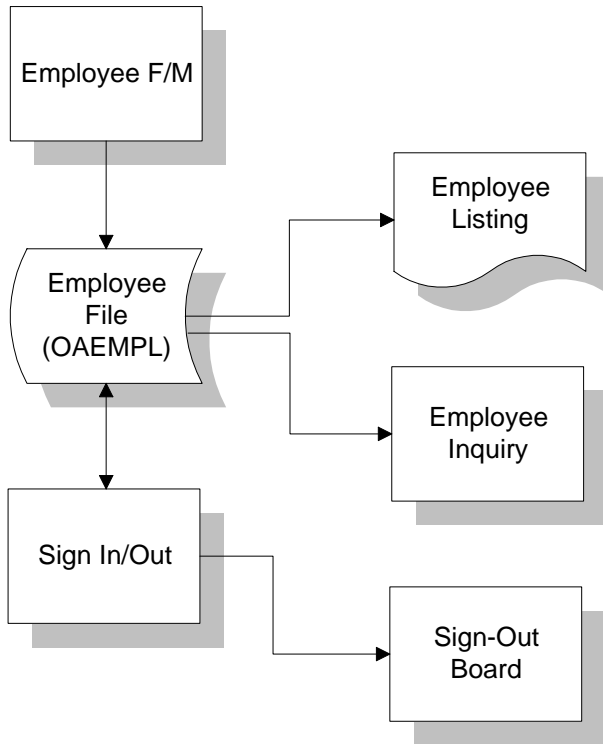 Employee F/M
Employee
Listing
Employee
File
(OAEMPL)
Employee
Inquiry
Sign In/Out
Sign-Out
Board